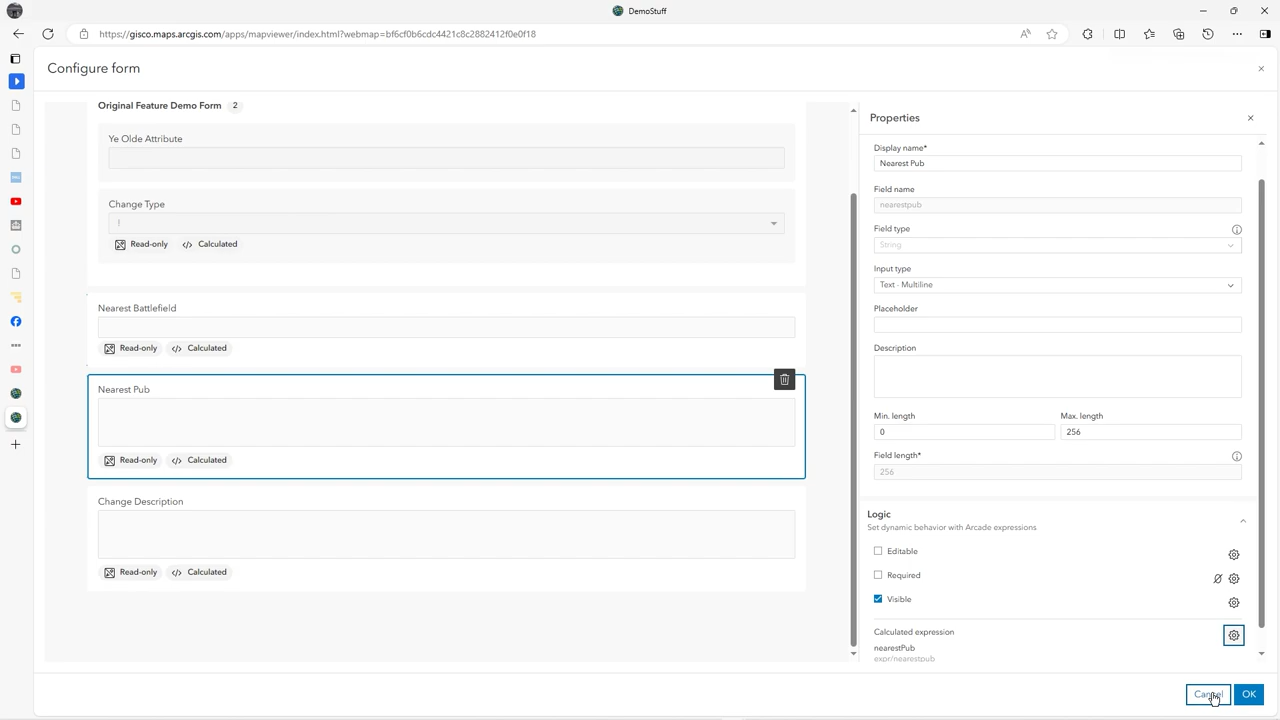 DemoStuff
https://gisco.maps.arcgis.com/apps/mapviewer/index.html?webmap=bf6cf0b6cdc4421c8c2882412f0e0f18
Configure form
Original Feature Demo Form 2
Ye Olde Attribute
Change Type
!
Read-only Calculated
Nearest Battlefield
Read-only Calculated
Nearest Pub
Read-only Calculated
Change Description
Read-only Calculated
Properties
Display name*
Nearest Pub
Field name
nearestpub
Field type
String
Input type
Text - Multiline
Placeholder
Description
Min. length Max. length
0 256
Field length*
256
Logic
Set dynamic behavior with Arcade expressions
Editable
Required
Visible
Calculated expression
nearestPub
expr/nearestpub
Cancel OK